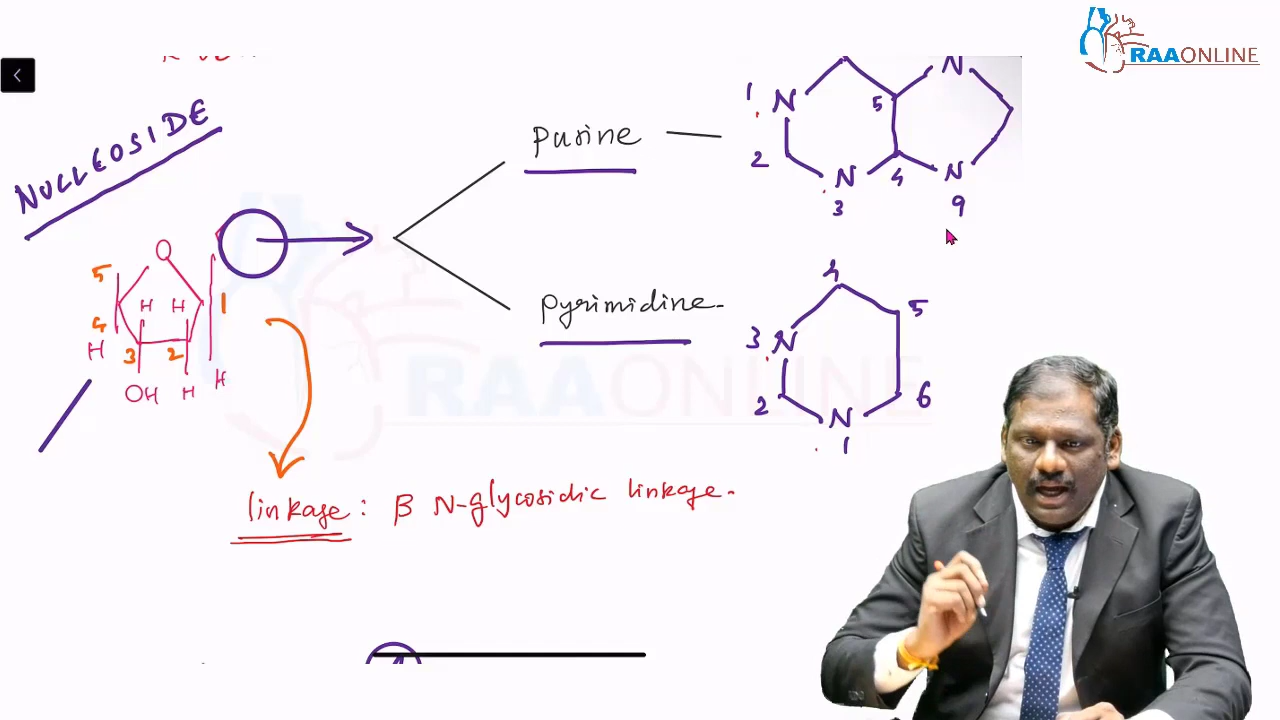 RAAONLINE
NUCLEOSIDE
purine
N
1 N 5
2 N 4 N
3 9
O
5 H H 1
4 3 2
H OH H H
pyrimidine-
4
3 N 5
2 N 6
1
RAAONLINE
linkage : β N-glycosidic linkage-